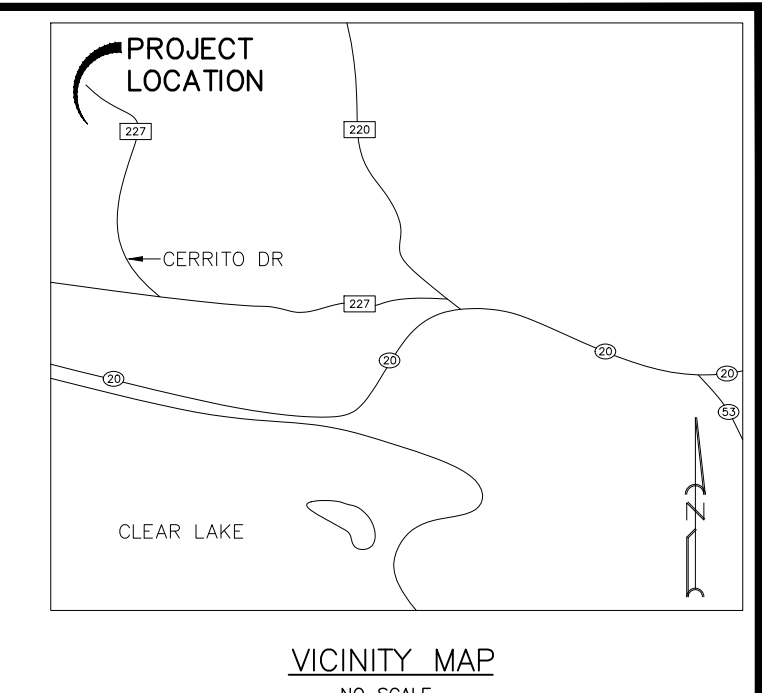 PROJECT
LOCATION
227
220
CERRITO DR
227
20
20
20
20
53
CLEAR LAKE
N
VICINITY MAP
NO SCALE